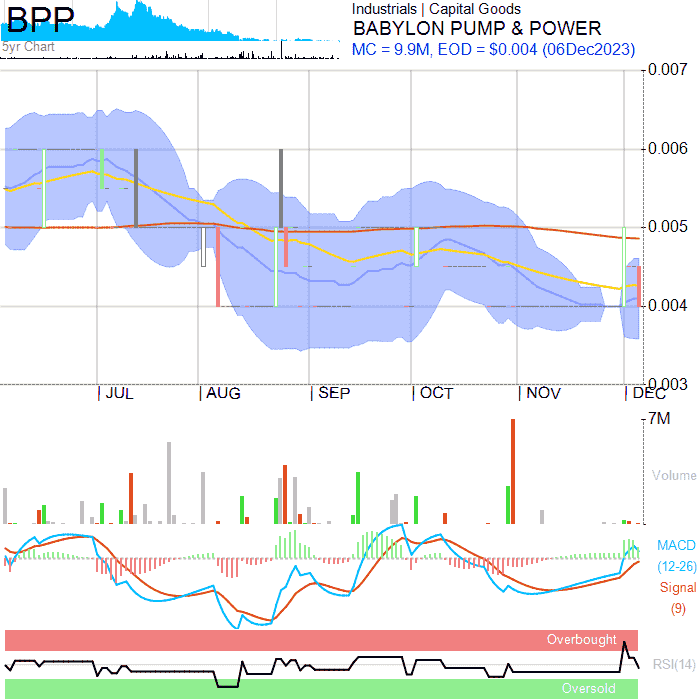 BPP
5yr Chart
Industrials | Capital Goods
BABYLON PUMP & POWER
MC = 9.9M, EOD = $0.004 (06Dec2023)
0.007
0.006
0.005
0.004
0.003
| JUL | AUG | SEP | OCT | NOV | DEC
7M
Volume
MACD
(12-26)
Signal
(9)
Overbought
RSI(14)
Oversold